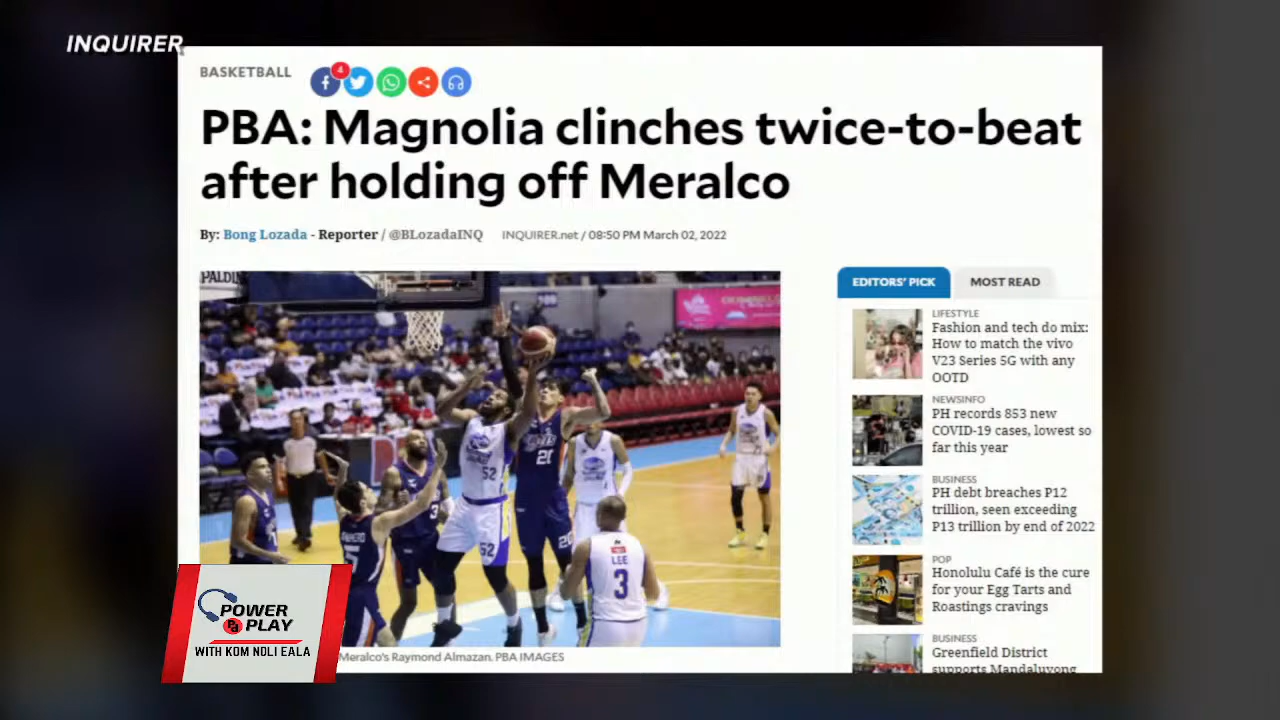 INQUIRER
BASKETBALL
4
PBA: Magnolia clinches twice-to-beat
after holding off Meralco
By: Bong Lozada - Reporter / @BLozadaINQ INQUIRER.net / 08:50 PM March 02, 2022
EDITORS' PICK
MOST READ
LIFESTYLE
Fashion and tech do mix:
How to match the vivo
V23 Series 5G with any
OOTD
NEWSINFO
PH records 853 new
COVID-19 cases, lowest so
far this year
BUSINESS
PH debt breaches P12
trillion, seen exceeding
P13 trillion by end of 2022
POP
Honolulu Café is the cure
for your Egg Tarts and
Roastings cravings
BUSINESS
Greenfield District
supports Mandaluyong
52
20
3
52
20
LEE
3
Meralco's Raymond Almazan. PBA IMAGES
POWER
PLAY
WITH KOM NOLI EALA